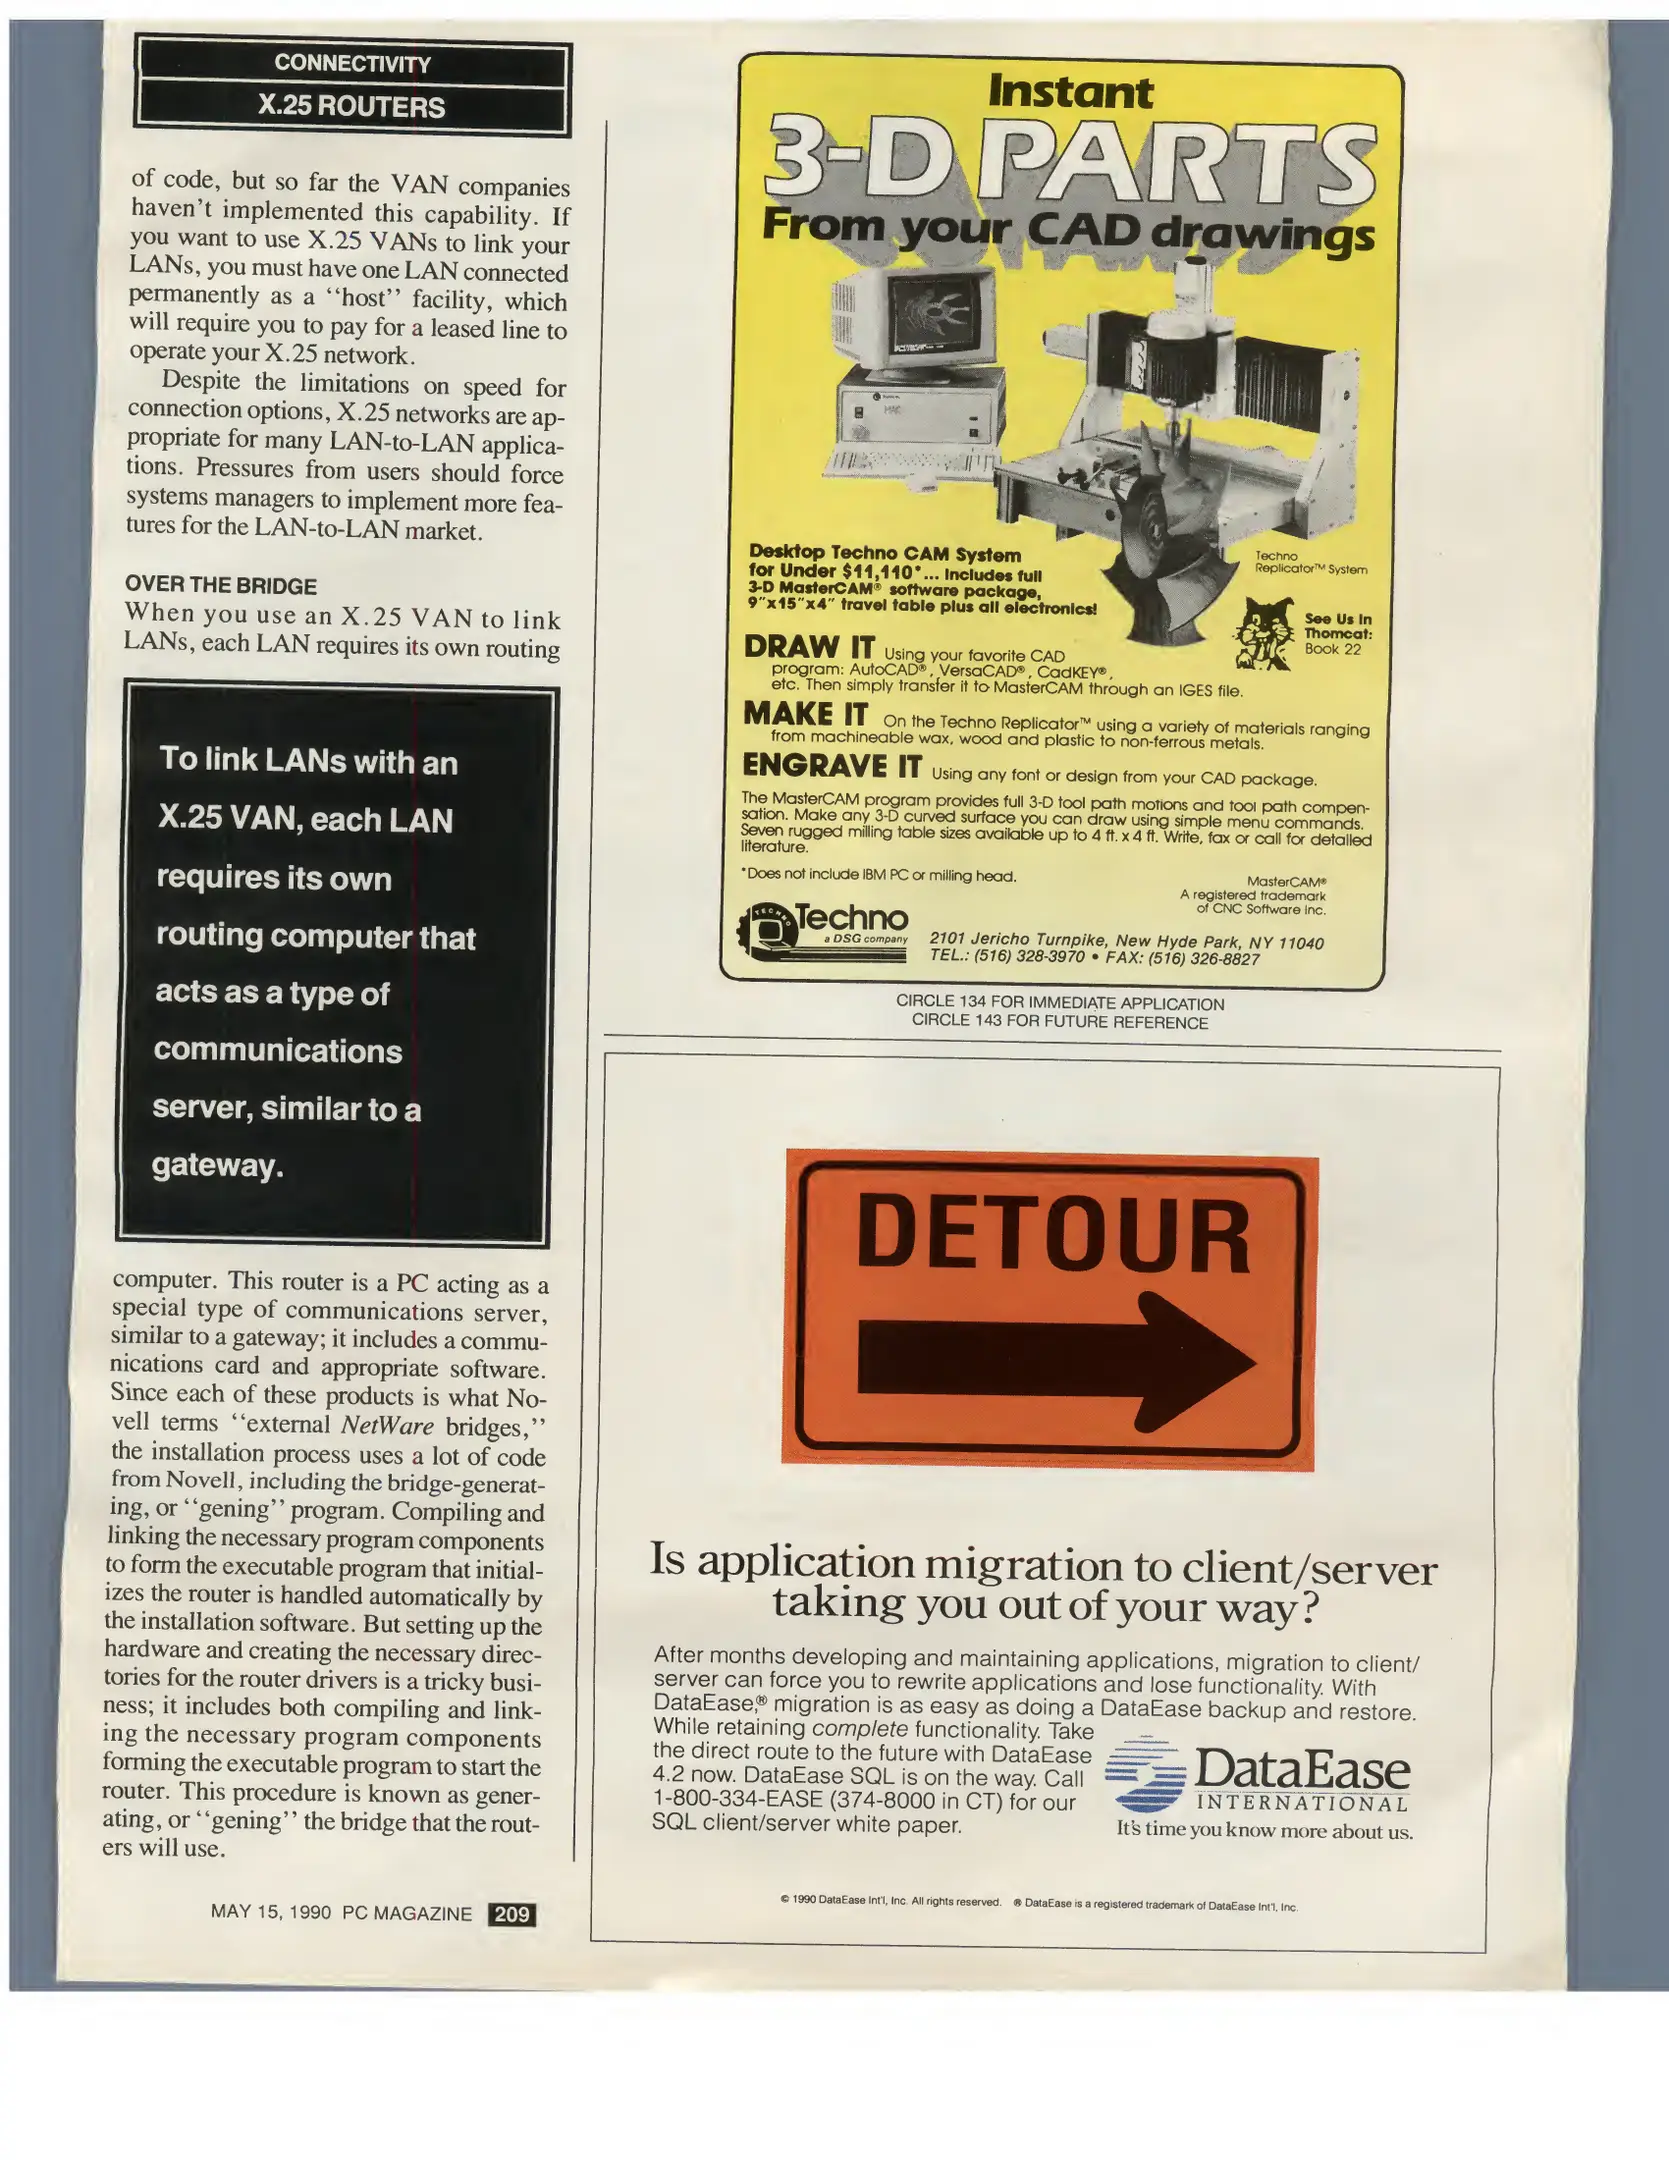 CONNECTIVITY
X.25 ROUTERS
of code, but so far the VAN companies
haven't implemented this capability. If
you want to use X.25 VANs to link your
LANs, you must have one LAN connected
permanently as a ‘‘host’’ facility, which
will require you to pay for a leased line to
operate your X.25 network.
Despite the limitations on speed for
connection options, X.25 networks are ap-
propriate for many LAN-to-LAN applica-
tions. Pressures from users should force
systems managers to implement more fea-
tures for the LAN-to-LAN market.
OVER THE BRIDGE
When you use an X.25 VAN to link
LANs, each LAN requires its own routing
To link LANs with an
X.25 VAN, each LAN
requires its own
routing computer that
acts as a type of
communications
server, similar to a
gateway.
computer. This router is a PC acting as a
special type of communications server,
similar to a gateway; it includes a commu-
nications card and appropriate software.
Since each of these products is what No-
vell terms ‘‘external NetWare bridges,’’
the installation process uses a lot of code
from Novell, including the bridge-generat-
ing, or ‘‘gening’’ program. Compiling and
linking the necessary program components
to form the executable program that initial-
izes the router is handled automatically by
the installation software. But setting up the
hardware and creating the necessary direc-
tories for the router drivers is a tricky busi-
ness; it includes both compiling and link-
ing the necessary program components
forming the executable program to start the
router. This procedure is known as gener-
ating, or ‘‘gening’’ the bridge that the rout-
ers will use.
MAY 15, 1990 PC MAGAZINE 209
Instant
3-D PARTS
From your CAD drawings
Desktop Techno CAM System
for Under $11,110*... Includes full
3-D MasterCAM® software package,
9"x15"x4" travel table plus all electronics!
Techno
Replicator™ System
See Us In
Thomcat:
Book 22
DRAW IT Using your favorite CAD
program: AutoCAD®, VersaCAD®, CadKEY®,
etc. Then simply transfer it to MasterCAM through an IGES file.
MAKE IT On the Techno Replicator™ using a variety of materials ranging
from machineable wax, wood and plastic to non-ferrous metals.
ENGRAVE IT Using any font or design from your CAD package.
The MasterCAM program provides full 3-D tool path motions and tool path compen-
sation. Make any 3-D curved surface you can draw using simple menu commands.
Seven rugged milling table sizes available up to 4 ft. x 4 ft. Write, fax or call for detailed
literature.
*Does not include IBM PC or milling head.
MasterCAM®
A registered trademark
of CNC Software Inc.
TECHNO
Techno
a DSG company
2101 Jericho Turnpike, New Hyde Park, NY 11040
TEL.: (516) 328-3970 • FAX: (516) 326-8827
CIRCLE 134 FOR IMMEDIATE APPLICATION
CIRCLE 143 FOR FUTURE REFERENCE
DETOUR
Is application migration to client/server
taking you out of your way?
After months developing and maintaining applications, migration to client/
server can force you to rewrite applications and lose functionality. With
DataEase,® migration is as easy as doing a DataEase backup and restore.
While retaining complete functionality. Take
the direct route to the future with DataEase
4.2 now. DataEase SQL is on the way. Call
1-800-334-EASE (374-8000 in CT) for our
SQL client/server white paper.
DataEase
INTERNATIONAL
It's time you know more about us.
© 1990 DataEase Int'l, Inc. All rights reserved. ® DataEase is a registered trademark of DataEase Int'l, Inc.